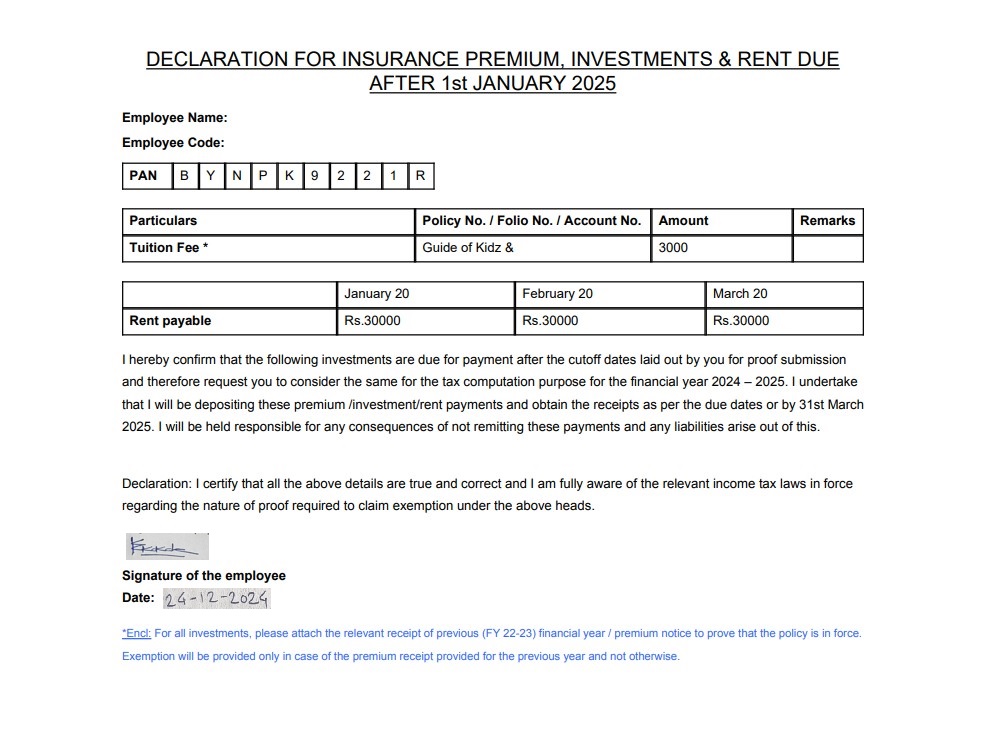 DECLARATION FOR INSURANCE PREMIUM, INVESTMENTS & RENT DUE
AFTER 1st JANUARY 2025
Employee Name:
Employee Code:
PAN B Y N P K 9 2 2 1 R
Particulars Policy No. / Folio No. / Account No. Amount Remarks
Tuition Fee * Guide of Kidz & 3000
January 20 February 20 March 20
Rent payable Rs.30000 Rs.30000 Rs.30000
I hereby confirm that the following investments are due for payment after the cutoff dates laid out by you for proof submission
and therefore request you to consider the same for the tax computation purpose for the financial year 2024 – 2025. I undertake
that I will be depositing these premium /investment/rent payments and obtain the receipts as per the due dates or by 31st March
2025. I will be held responsible for any consequences of not remitting these payments and any liabilities arise out of this.
Declaration: I certify that all the above details are true and correct and I am fully aware of the relevant income tax laws in force
regarding the nature of proof required to claim exemption under the above heads.
Signature of the employee
Date: 24-12-2024
*Encl: For all investments, please attach the relevant receipt of previous (FY 22-23) financial year / premium notice to prove that the policy is in force.
Exemption will be provided only in case of the premium receipt provided for the previous year and not otherwise.